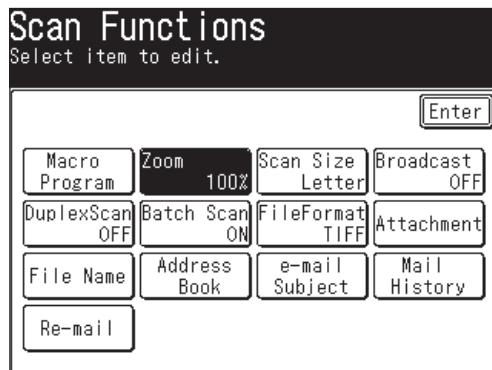 Scan Functions
Select item to edit.
Enter
Macro Program
Zoom 100%
Scan Size Letter
Broadcast OFF
DuplexScan OFF
Batch Scan ON
FileFormat TIFF
Attachment
File Name
Address Book
e-mail Subject
Mail History
Re-mail